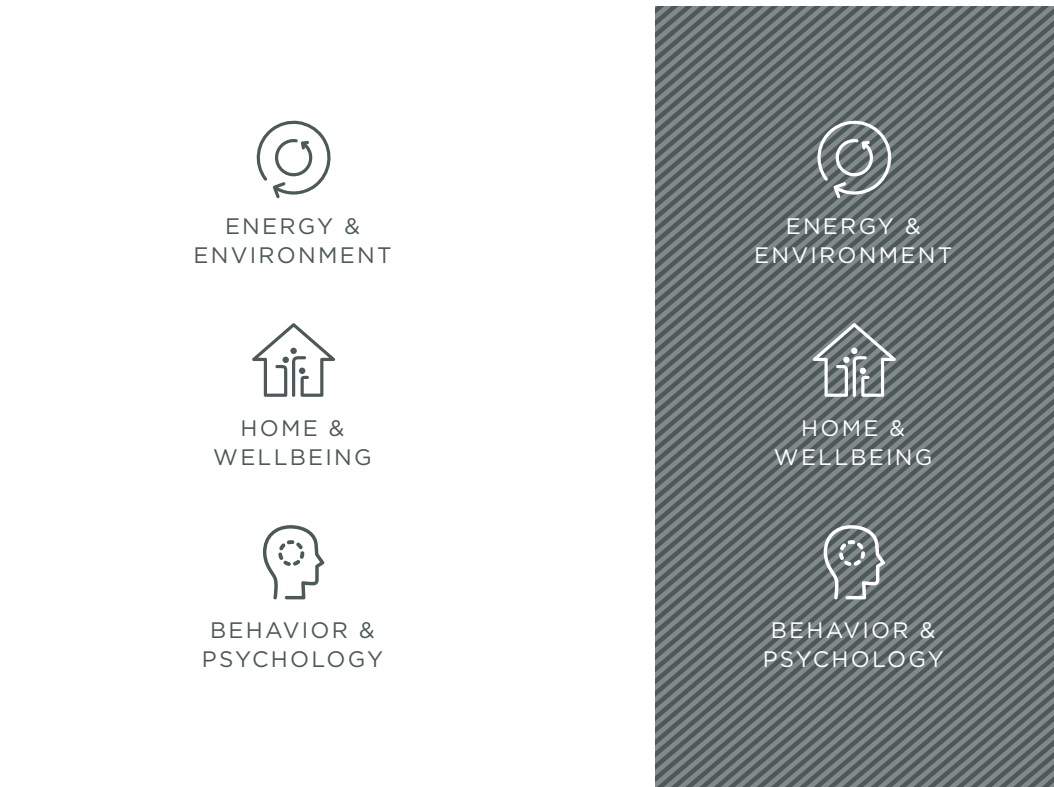 ENERGY &
ENVIRONMENT
HOME &
WELLBEING
BEHAVIOR &
PSYCHOLOGY
ENERGY &
ENVIRONMENT
HOME &
WELLBEING
BEHAVIOR &
PSYCHOLOGY